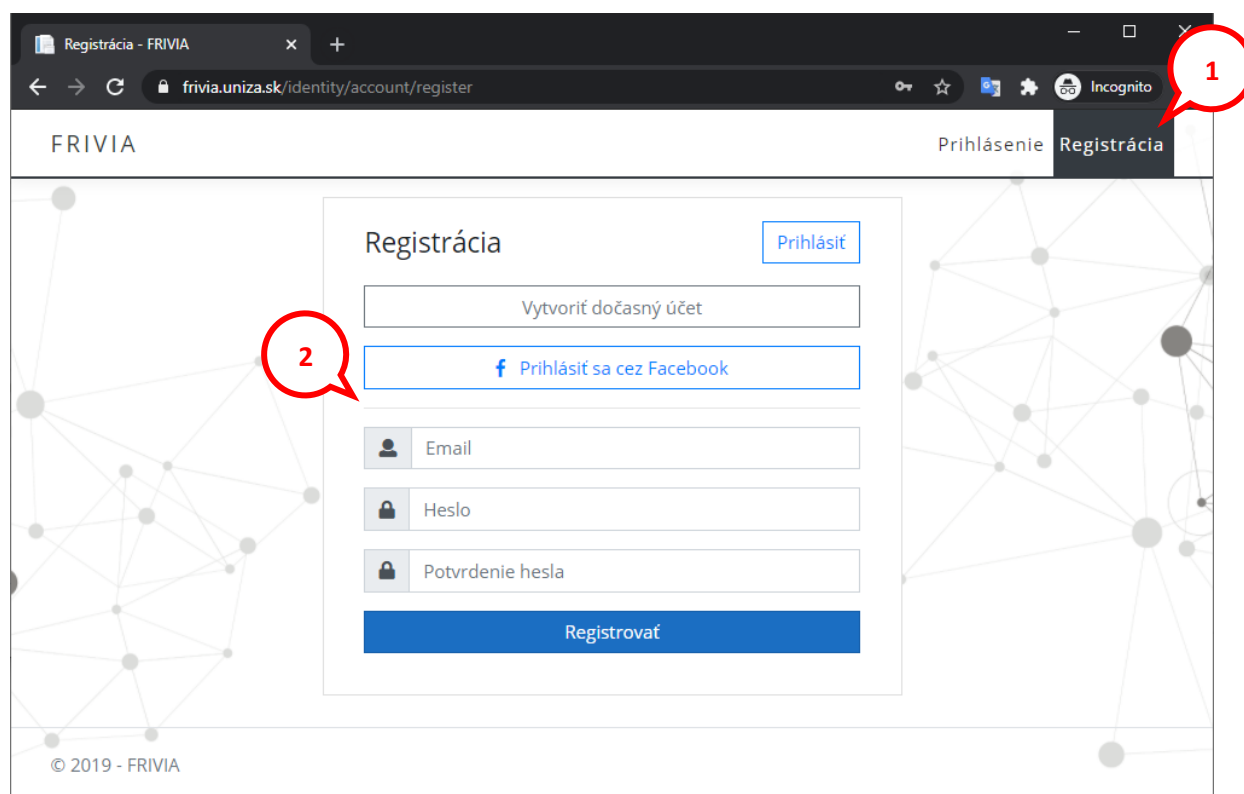 Registrácia - FRIVIA
frivia.uniza.sk/identity/account/register
Incognito
1
FRIVIA
Prihlásenie
Registrácia
Registrácia
Prihlásiť
Vytvoriť dočasný účet
2
Prihlásiť sa cez Facebook
Email
Heslo
Potvrdenie hesla
Registrovať
© 2019 - FRIVIA